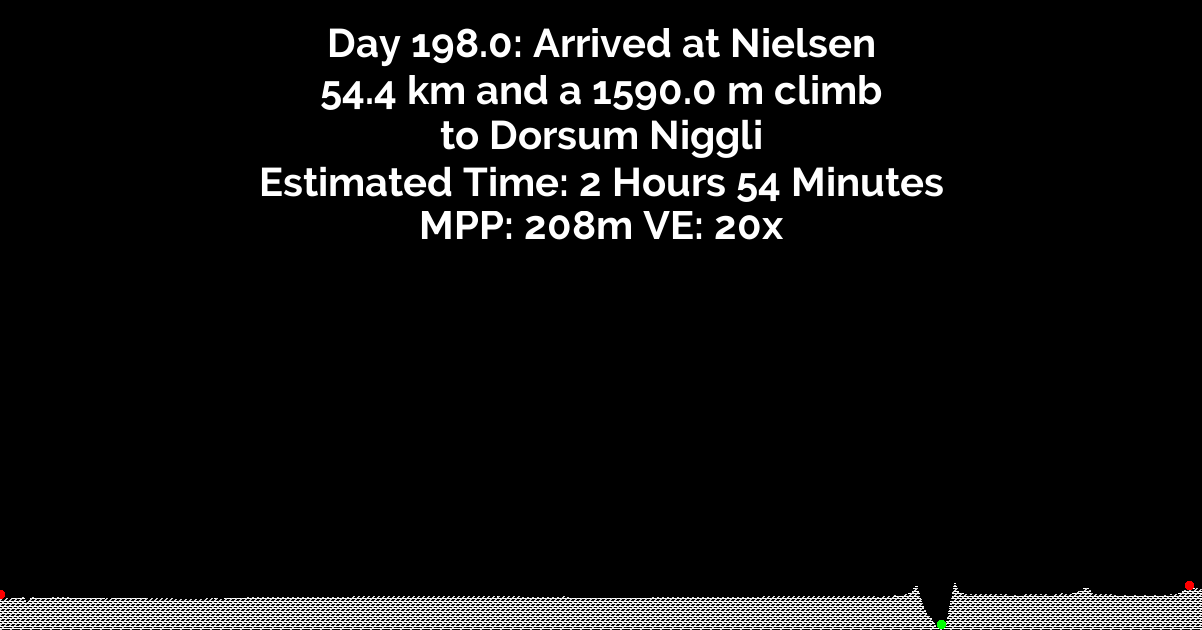 Day 198.0: Arrived at Nielsen
54.4 km and a 1590.0 m climb
to Dorsum Niggli
Estimated Time: 2 Hours 54 Minutes
MPP: 208m VE: 20x